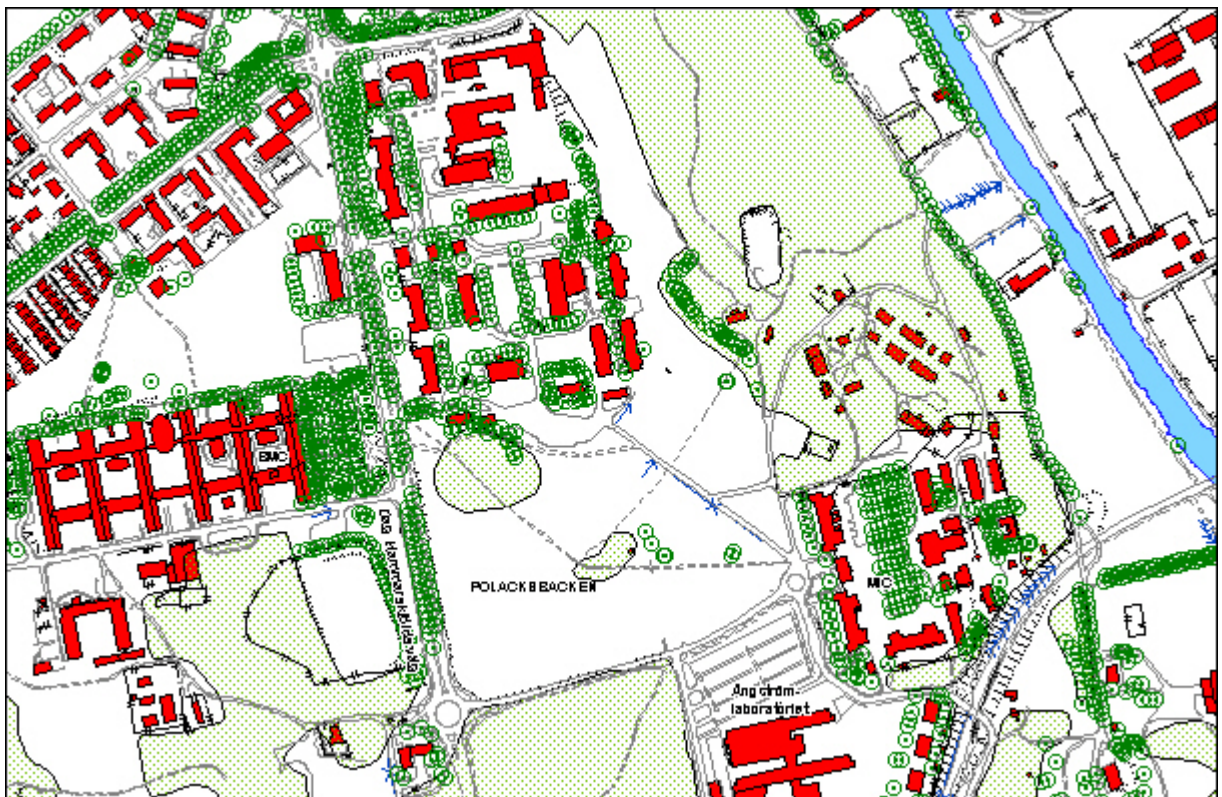 BMC
POLACKSBACKEN
MIC
Ångström-
laboratoriet
Dag Hammarskjölds väg